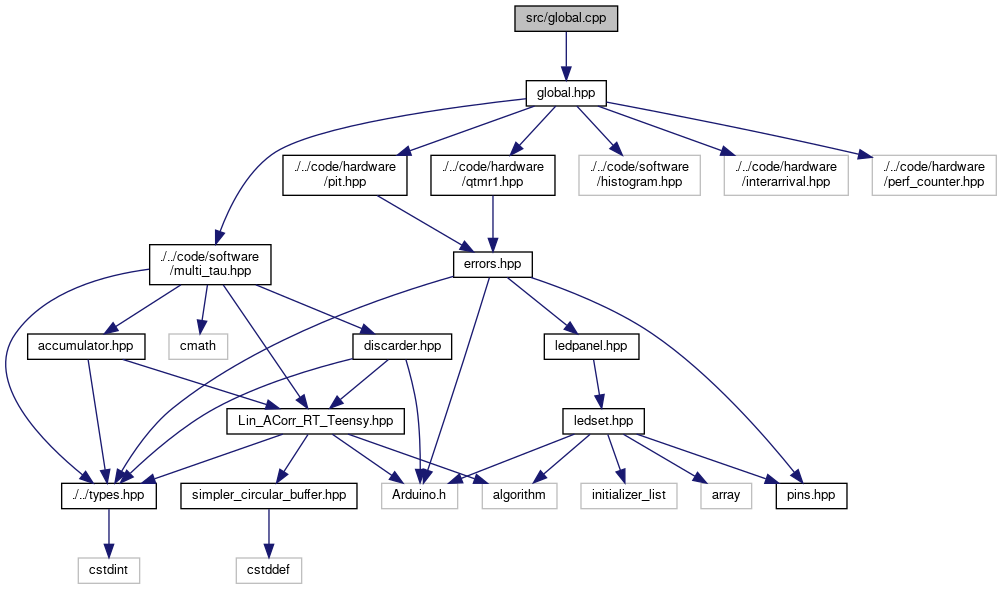 src/global.cpp
global.hpp
./../code/hardware
/pit.hpp
./../code/hardware
/qtmr1.hpp
./../code/software
/histogram.hpp
./../code/hardware
/interarrival.hpp
./../code/hardware
/perf_counter.hpp
./../code/software
/multi_tau.hpp
errors.hpp
accumulator.hpp
cmath
discarder.hpp
ledpanel.hpp
Lin_ACorr_RT_Teensy.hpp
ledset.hpp
./../types.hpp
simpler_circular_buffer.hpp
Arduino.h
algorithm
initializer_list
array
pins.hpp
cstdint
cstddef